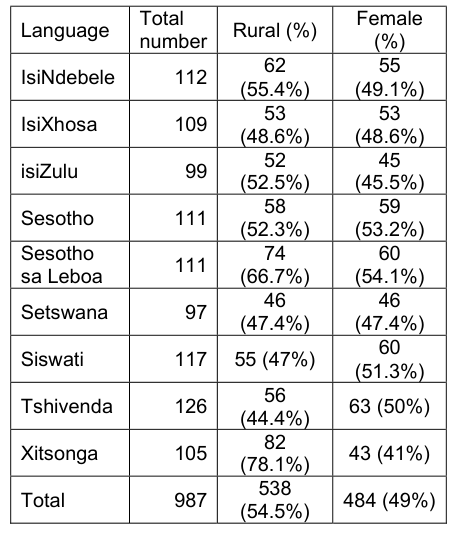 Language Total number Rural (%) Female (%)
IsiNdebele 112 62 (55.4%) 55 (49.1%)
IsiXhosa 109 53 (48.6%) 53 (48.6%)
isiZulu 99 52 (52.5%) 45 (45.5%)
Sesotho 111 58 (52.3%) 59 (53.2%)
Sesotho sa Leboa 111 74 (66.7%) 60 (54.1%)
Setswana 97 46 (47.4%) 46 (47.4%)
Siswati 117 55 (47%) 60 (51.3%)
Tshivenda 126 56 (44.4%) 63 (50%)
Xitsonga 105 82 (78.1%) 43 (41%)
Total 987 538 (54.5%) 484 (49%)